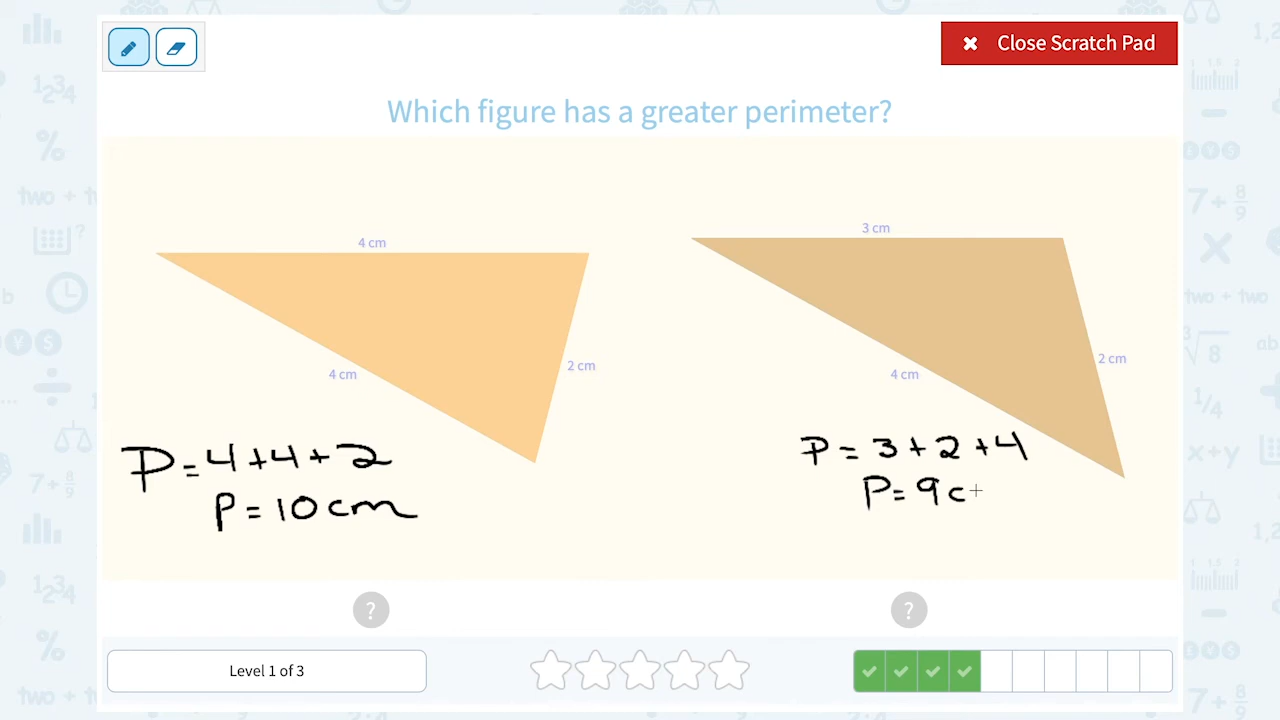 Close Scratch Pad
Which figure has a greater perimeter?
4 cm
4 cm
2 cm
3 cm
4 cm
2 cm
P=4+4+2
P=10cm
P=3+2+4
P=9c
?
?
Level 1 of 3